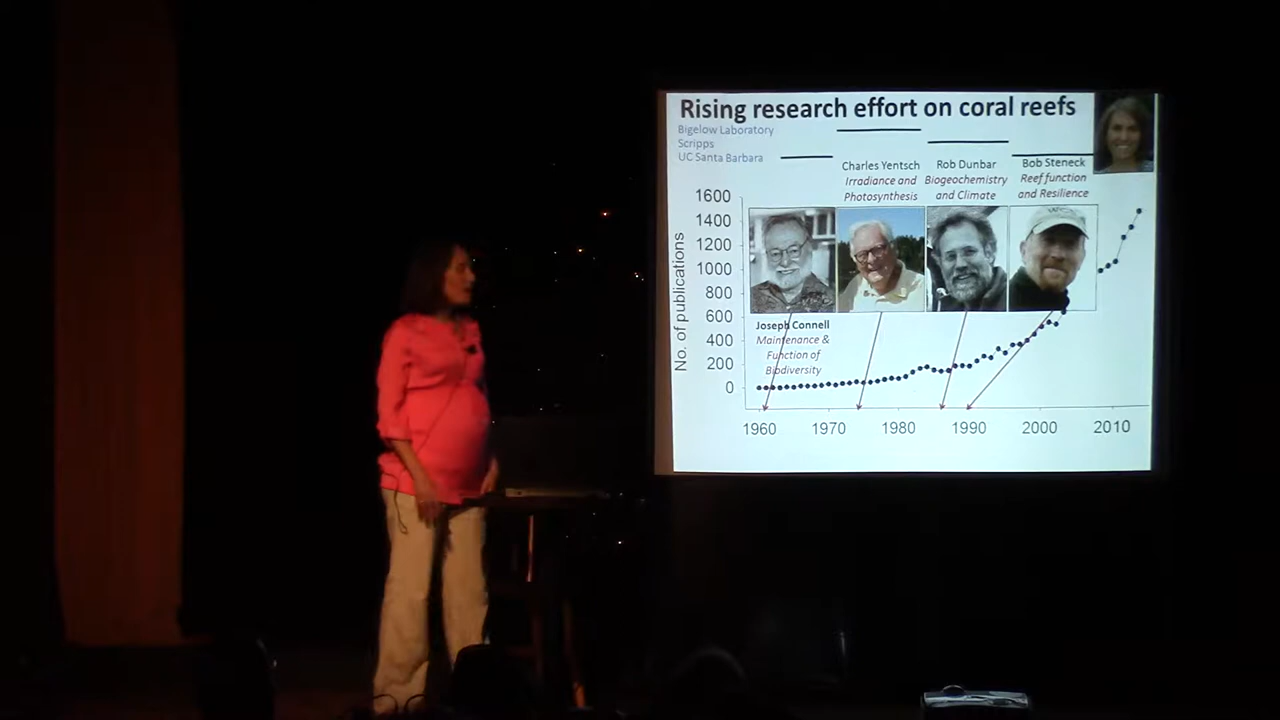 Rising research effort on coral reefs
Bigelow Laboratory
Scripps
UC Santa Barbara
Charles Yentsch
Irradiance and
Photosynthesis
Rob Dunbar
Biogeochemistry
and Climate
Bob Steneck
Reef function
and Resilience
No. of publications
1600
1400
1200
1000
800
600
400
200
0
Joseph Connell
Maintenance &
Function of
Biodiversity
1960 1970 1980 1990 2000 2010